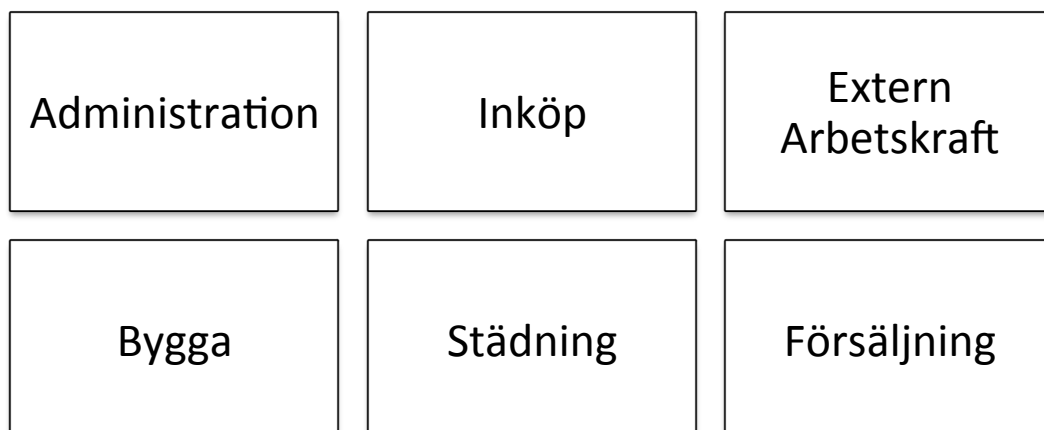 Administration
Inköp
Extern
Arbetskraft
Bygga
Städning
Försäljning